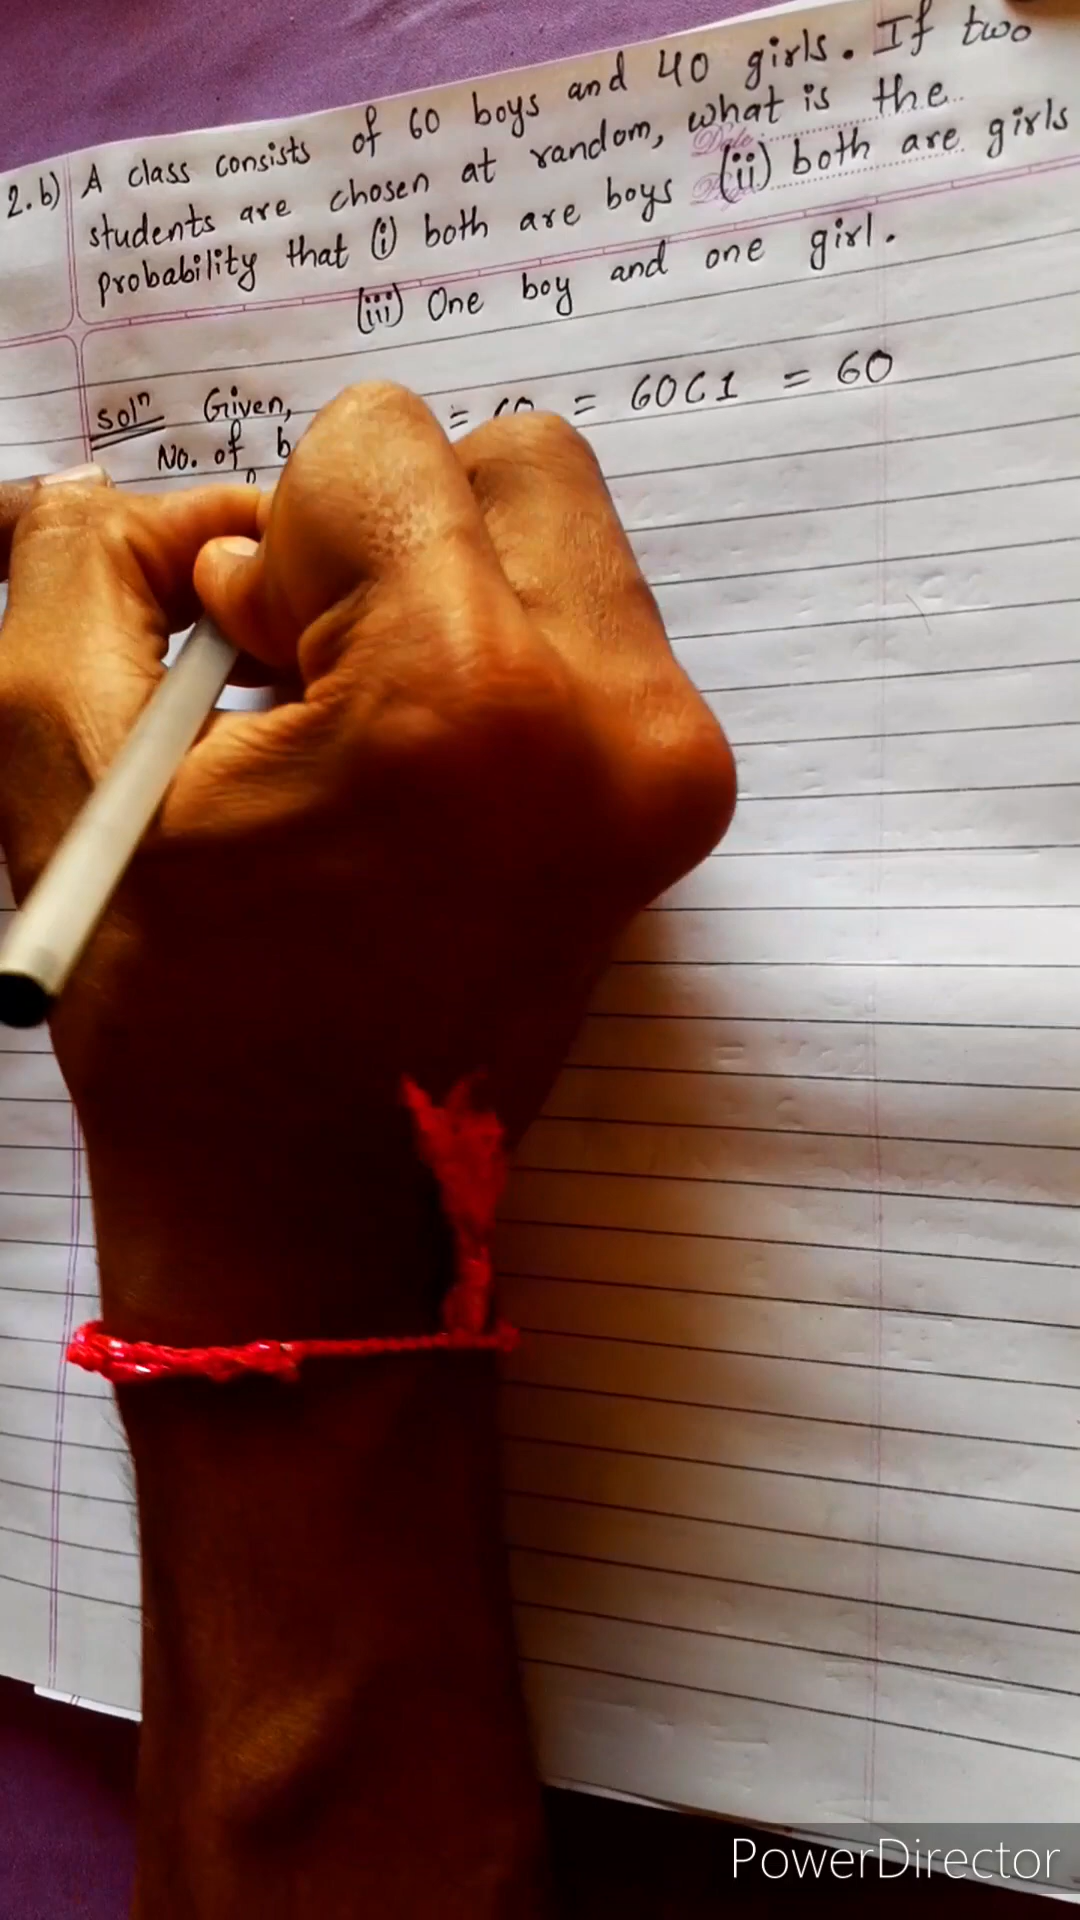 2.b) A class consists of 60 boys and 40 girls. If two
students are chosen at random, what is the
probability that (i) both are boys (ii) both are girls
(iii) One boy and one girl.
Solⁿ Given,
No. of b = = 60C1 = 60
PowerDirector